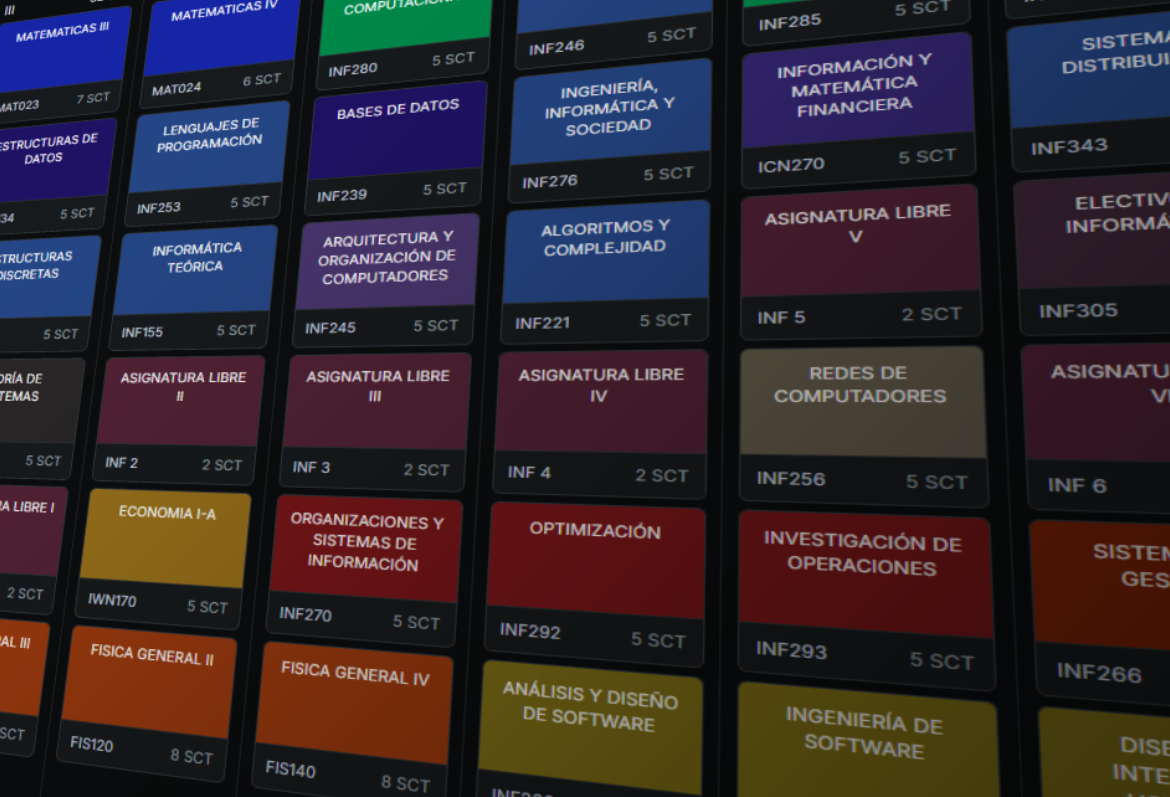 III
MATEMATICAS III
MAT023
7 SCT
ESTRUCTURAS DE
DATOS
34
5 SCT
STRUCTURAS
DISCRETAS
5 SCT
RÍA DE
TEMAS
5 SCT
A LIBRE I
2 SCT
AL III
SCT
MATEMATICAS IV
MAT024
6 SCT
LENGUAJES DE
PROGRAMACIÓN
INF253
5 SCT
INFORMÁTICA
TEÓRICA
INF155
5 SCT
ASIGNATURA LIBRE
II
INF 2
2 SCT
ECONOMIA I-A
IWN170
5 SCT
FISICA GENERAL II
FIS120
8 SCT
INF280
5 SCT
BASES DE DATOS
INF239
5 SCT
ARQUITECTURA Y
ORGANIZACIÓN DE
COMPUTADORES
INF245
5 SCT
ASIGNATURA LIBRE
III
INF 3
2 SCT
ORGANIZACIONES Y
SISTEMAS DE
INFORMACIÓN
INF270
5 SCT
FISICA GENERAL IV
FIS140
8 SCT
INF246
5 SCT
INGENIERÍA,
INFORMÁTICA Y
SOCIEDAD
INF276
5 SCT
ALGORITMOS Y
COMPLEJIDAD
INF221
5 SCT
ASIGNATURA LIBRE
IV
INF 4
2 SCT
OPTIMIZACIÓN
INF292
5 SCT
ANÁLISIS Y DISEÑO
DE SOFTWARE
INF285
5 SCT
INFORMACIÓN Y
MATEMÁTICA
FINANCIERA
ICN270
5 SCT
ASIGNATURA LIBRE
V
INF 5
2 SCT
REDES DE
COMPUTADORES
INF256
5 SCT
INVESTIGACIÓN DE
OPERACIONES
INF293
5 SCT
INGENIERÍA DE
SOFTWARE
SISTEMA
DISTRIBUI
INF343
ELECTIV
INFORMÁ
INF305
ASIGNATU
VI
INF 6
SISTEM
GES
INF266
DISE
INTE